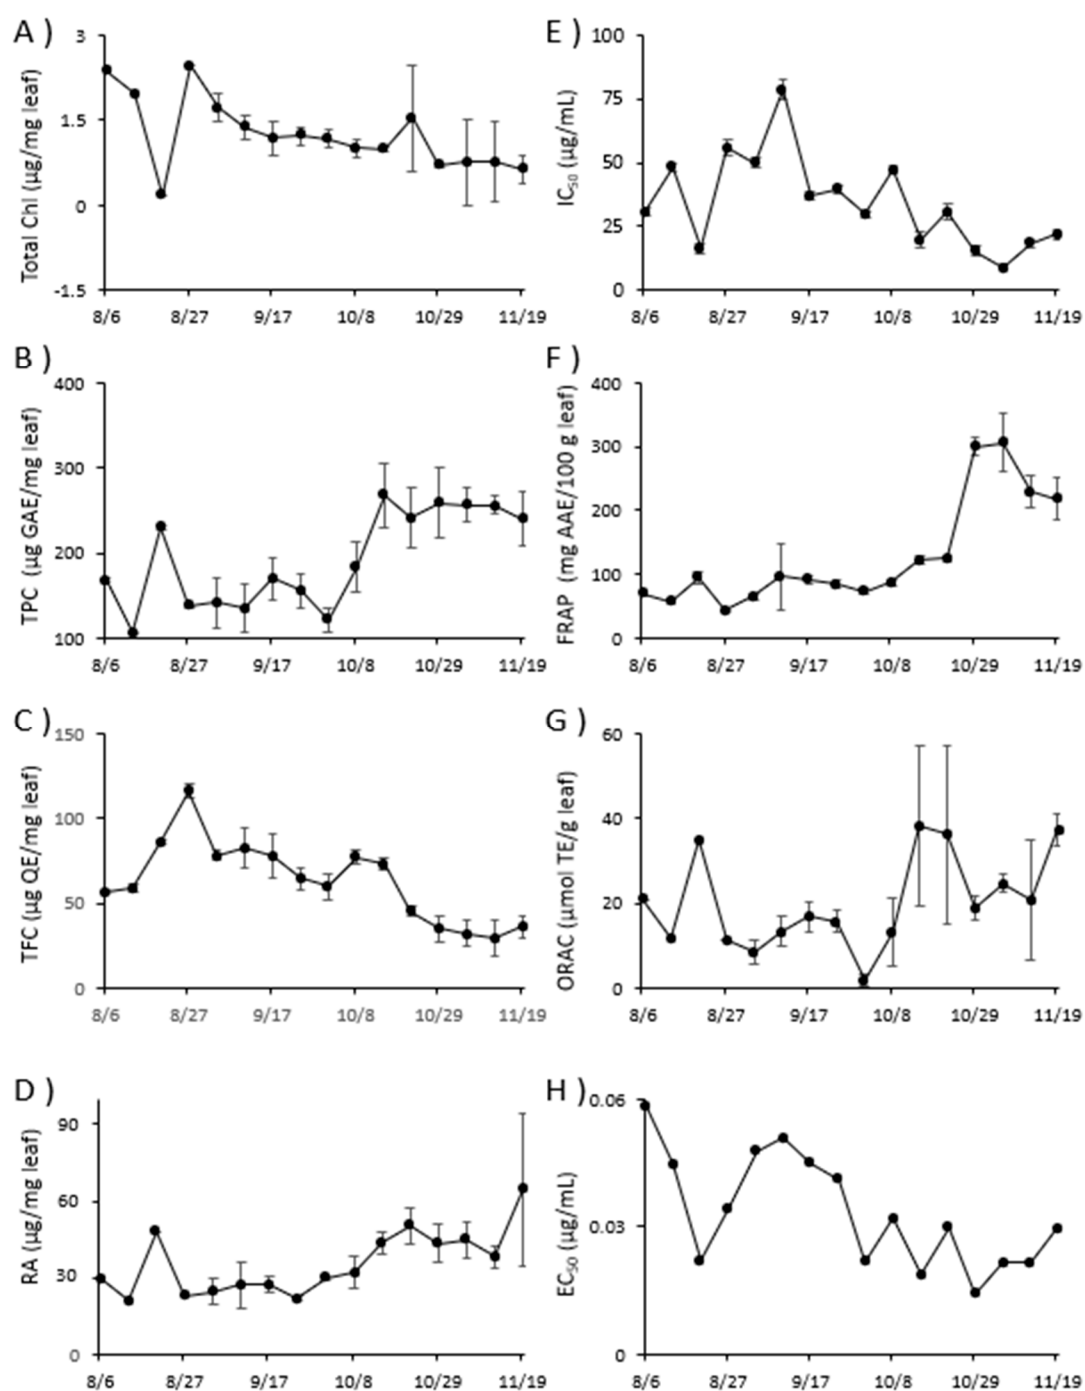 A )
Total Chl (µg/mg leaf)
3
1.5
0
-1.5
8/6 8/27 9/17 10/8 10/29 11/19
E )
IC50 (µg/mL)
100
75
50
25
0
8/6 8/27 9/17 10/8 10/29 11/19
B )
TPC (µg GAE/mg leaf)
400
300
200
100
8/6 8/27 9/17 10/8 10/29 11/19
F )
FRAP (mg AAE/100 g leaf)
400
300
200
100
0
8/6 8/27 9/17 10/8 10/29 11/19
C )
TFC (µg QE/mg leaf)
150
100
50
0
8/6 8/27 9/17 10/8 10/29 11/19
G )
ORAC (µmol TE/g leaf)
60
40
20
0
8/6 8/27 9/17 10/8 10/29 11/19
D )
RA (µg/mg leaf)
90
60
30
0
8/6 8/27 9/17 10/8 10/29 11/19
H )
EC50 (µg/mL)
0.06
0.03
0
8/6 8/27 9/17 10/8 10/29 11/19